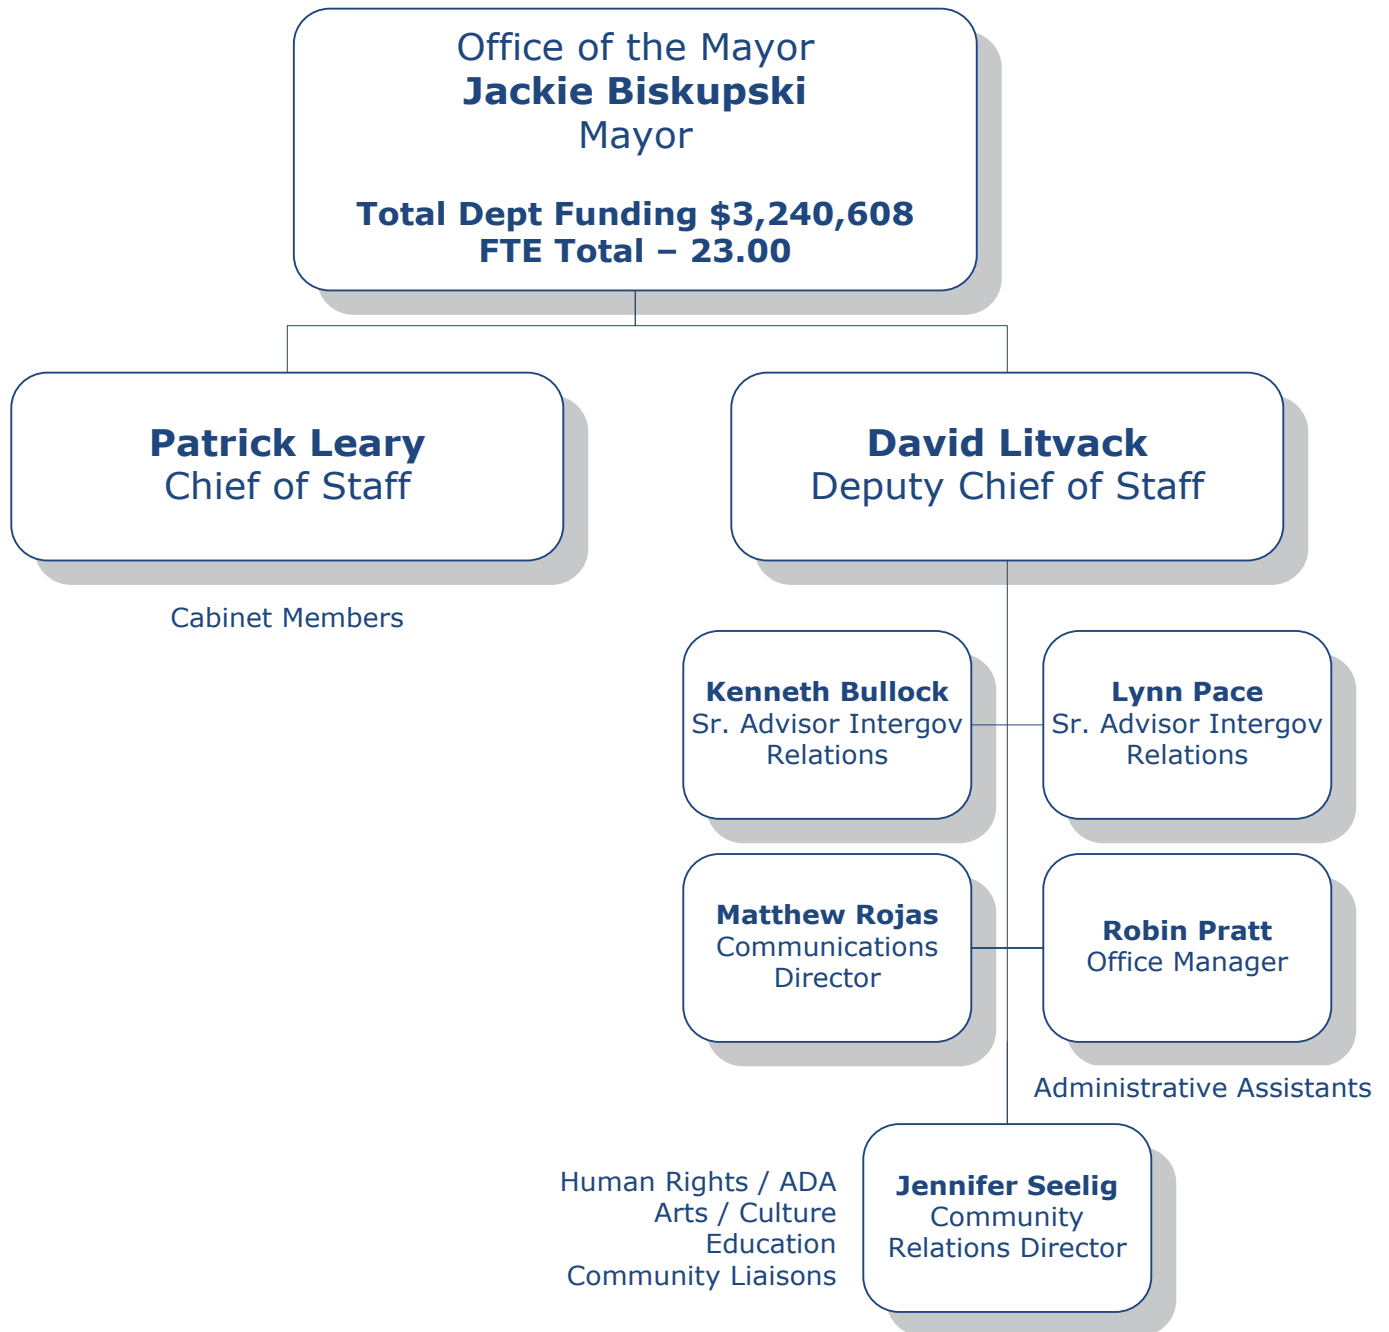 Office of the Mayor
Jackie Biskupski
Mayor
Total Dept Funding $3,240,608
FTE Total – 23.00
Patrick Leary
Chief of Staff
Cabinet Members
David Litvack
Deputy Chief of Staff
Kenneth Bullock
Sr. Advisor Intergov
Relations
Lynn Pace
Sr. Advisor Intergov
Relations
Matthew Rojas
Communications
Director
Robin Pratt
Office Manager
Administrative Assistants
Human Rights / ADA
Arts / Culture
Education
Community Liaisons
Jennifer Seelig
Community
Relations Director